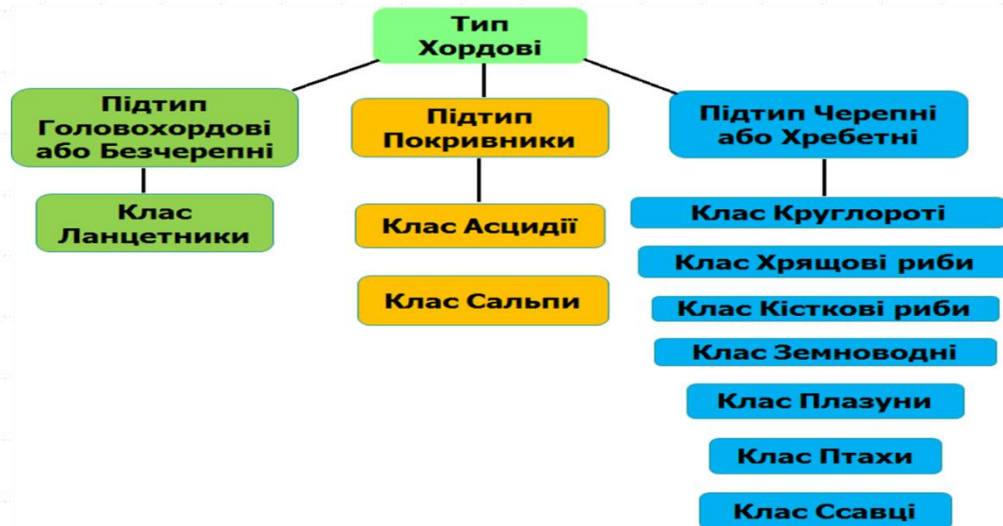 Тип
Хордові
Підтип
Головохордові
або Безчерепні
Клас
Ланцетники
Підтип
Покривники
Клас Асцидії
Клас Сальпи
Підтип Черепні
або Хребетні
Клас Круглороті
Клас Хрящові риби
Клас Кісткові риби
Клас Земноводні
Клас Плазуни
Клас Птахи
Клас Ссавці